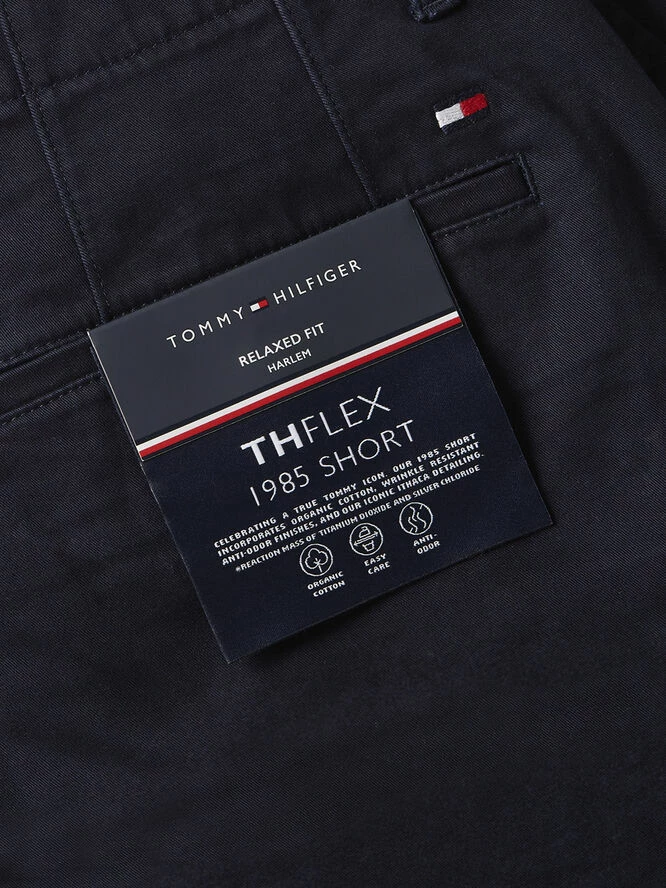 TOMMY HILFIGER
RELAXED FIT
HARLEM
THFLEX
1985 SHORT
CELEBRATING A TRUE TOMMY ICON. OUR 1985 SHORT
INCORPORATES ORGANIC COTTON, WRINKLE RESISTANT
ANTI-ODOR FINISHES, AND OUR ICONIC ITHACA DETAILING.
*REACTION MASS OF TITANIUM DIOXIDE AND SILVER CHLORIDE
ORGANIC
COTTON
EASY
CARE
ANTI-
ODOR